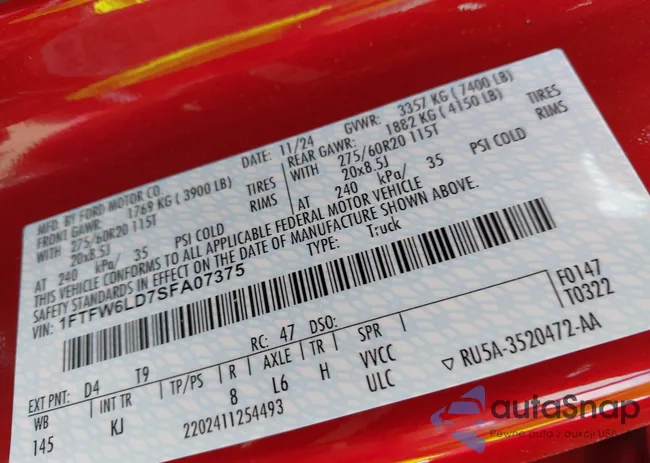 MFD. BY FORD MOTOR CO.
DATE: 11/24 GVWR: 3357 KG ( 7400 LB)
FRONT GAWR: 1769 KG (3900 LB) REAR GAWR: 1882 KG ( 4150 LB)
WITH 275/60R20 115T TIRES WITH 275/60R20 115T TIRES
20x8.5J RIMS 20x8.5J RIMS
AT 240 kPa/ 35 PSI COLD AT 240 kPa/ 35 PSI COLD
THIS VEHICLE CONFORMS TO ALL APPLICABLE FEDERAL MOTOR VEHICLE
SAFETY STANDARDS IN EFFECT ON THE DATE OF MANUFACTURE SHOWN ABOVE.
VIN: 1FTFW6LD7SFA07375 TYPE: Truck
F0147
T0322
RC: 47 DSO:
EXT PNT: D4 T9
WB INT TR TP/PS R AXLE TR SPR
145 KJ 8 L6 H VVCC
ULC
2202411254493
▽ RU5A-3520472-AA
autaSnap
Pewne auta z aukcji USA